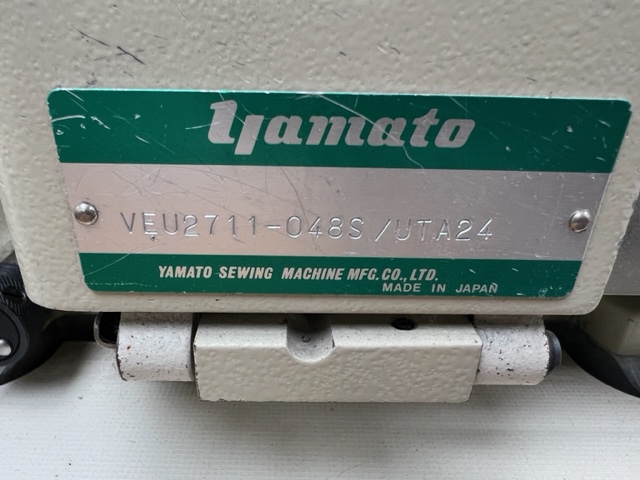 yamato
VEU2711-048S/UTA24
YAMATO SEWING MACHINE MFG.CO.,LTD.
MADE IN JAPAN